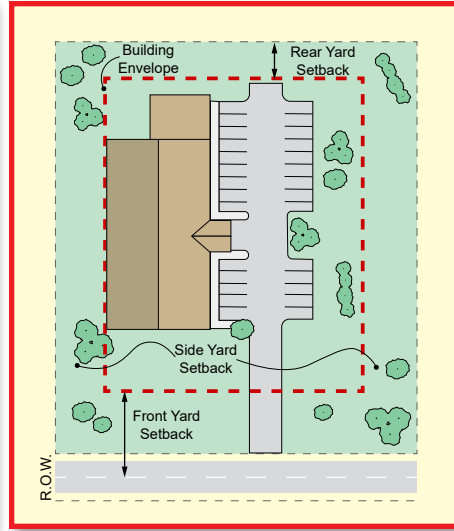 Building
Envelope
Rear Yard
Setback
Side Yard
Setback
Front Yard
Setback
R.O.W.